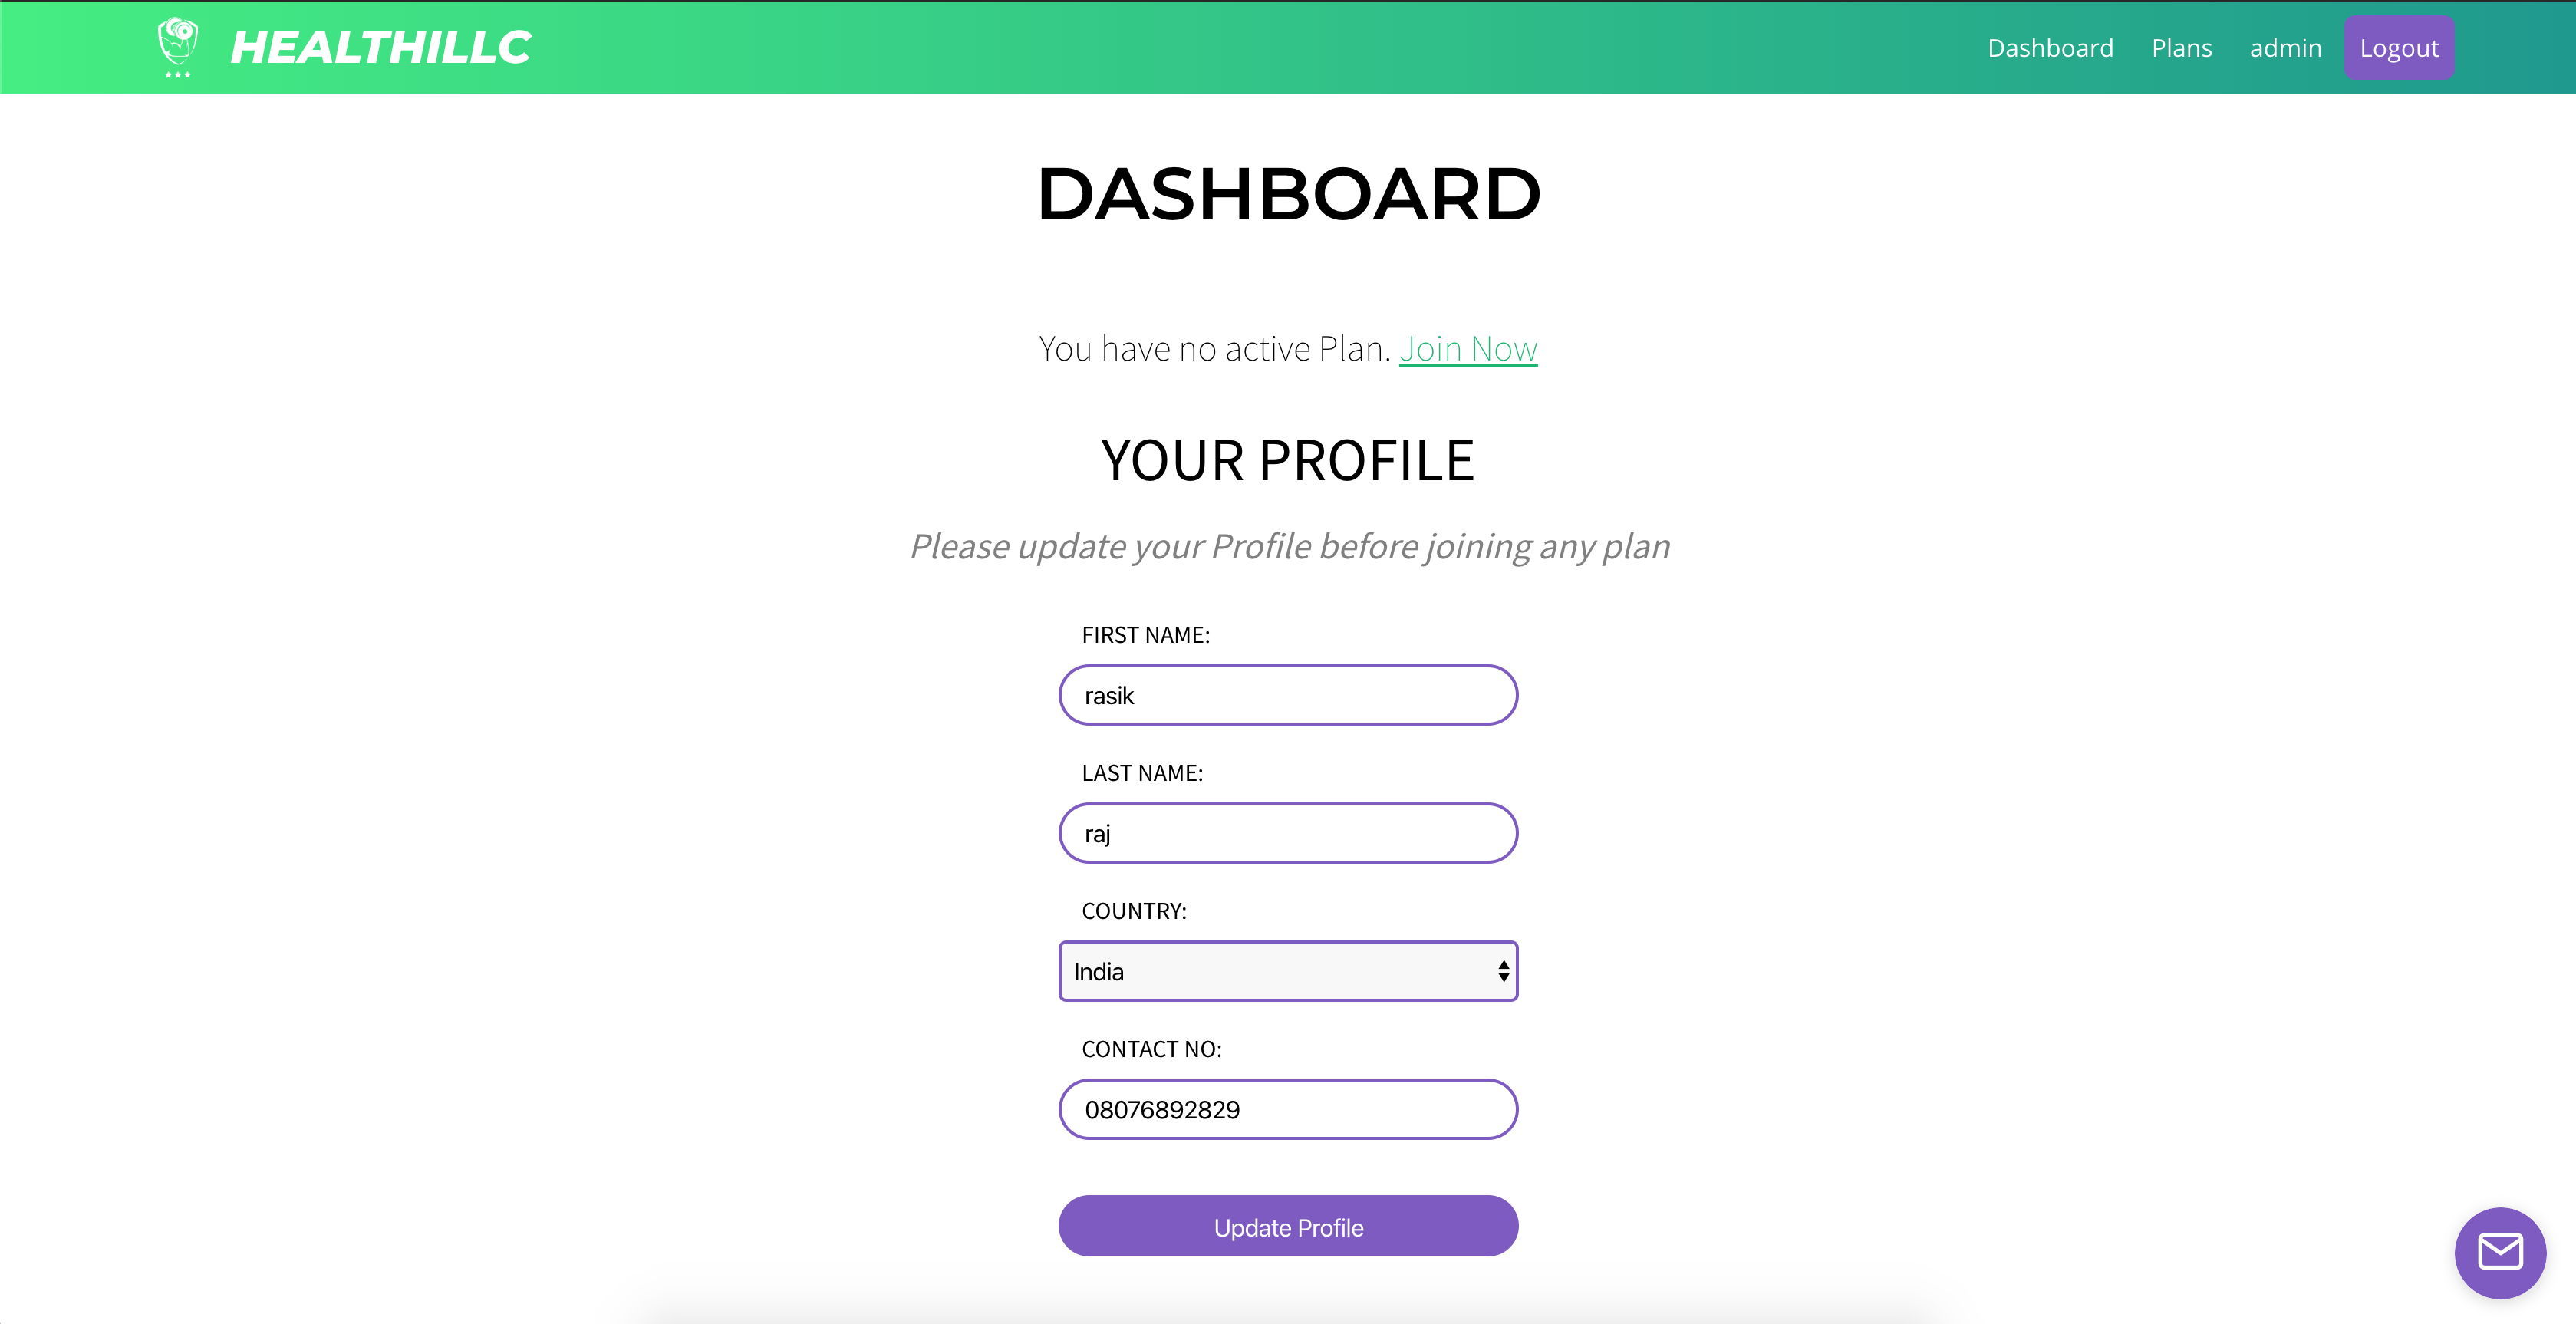 HEALTHILLC
Dashboard Plans admin Logout
DASHBOARD
You have no active Plan. Join Now
YOUR PROFILE
Please update your Profile before joining any plan
FIRST NAME:
rasik
LAST NAME:
raj
COUNTRY:
India
CONTACT NO:
08076892829
Update Profile